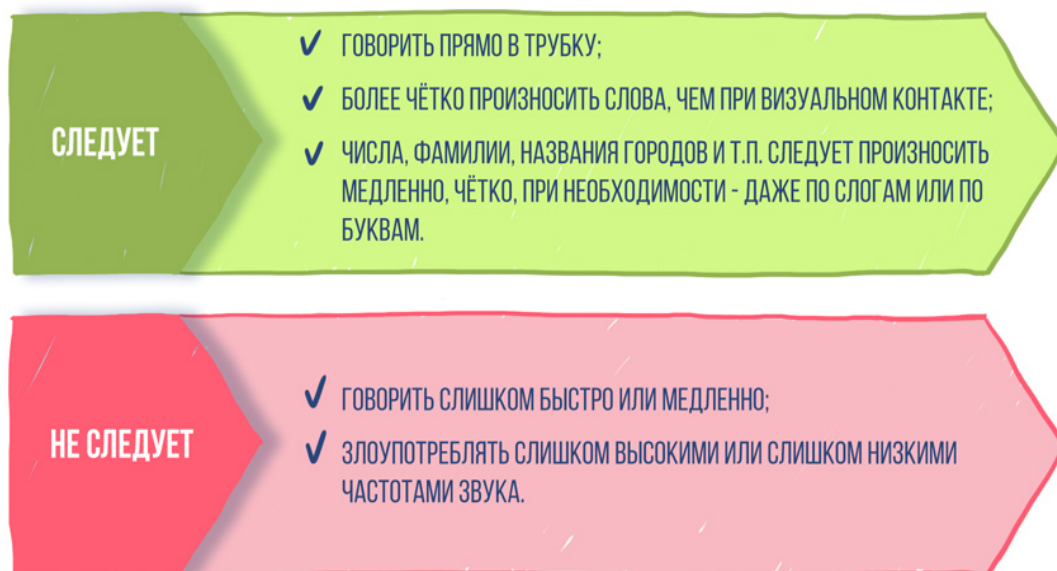 СЛЕДУЕТ
ГОВОРИТЬ ПРЯМО В ТРУБКУ;
БОЛЕЕ ЧЁТКО ПРОИЗНОСИТЬ СЛОВА, ЧЕМ ПРИ ВИЗУАЛЬНОМ КОНТАКТЕ;
ЧИСЛА, ФАМИЛИИ, НАЗВАНИЯ ГОРОДОВ И Т.П. СЛЕДУЕТ ПРОИЗНОСИТЬ
МЕДЛЕННО, ЧЁТКО, ПРИ НЕОБХОДИМОСТИ - ДАЖЕ ПО СЛОГАМ ИЛИ ПО
БУКВАМ.
НЕ СЛЕДУЕТ
ГОВОРИТЬ СЛИШКОМ БЫСТРО ИЛИ МЕДЛЕННО;
ЗЛОУПОТРЕБЛЯТЬ СЛИШКОМ ВЫСОКИМИ ИЛИ СЛИШКОМ НИЗКИМИ
ЧАСТОТАМИ ЗВУКА.